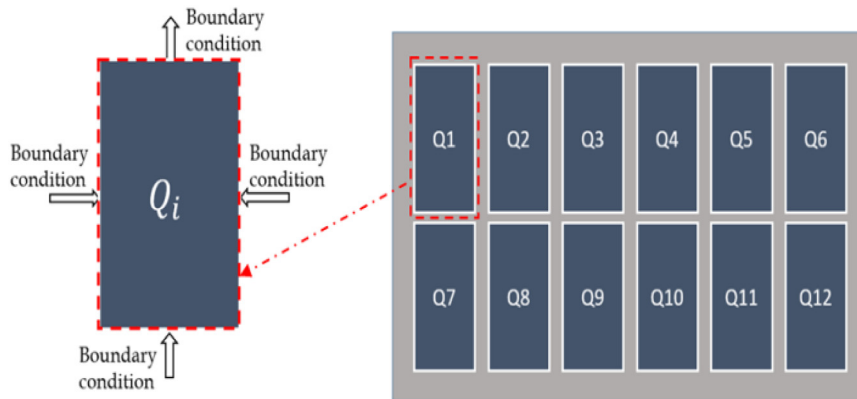 Boundary
condition
Boundary
condition
Boundary
condition
Qi
Boundary
condition
Q1 Q2 Q3 Q4 Q5 Q6
Q7 Q8 Q9 Q10 Q11 Q12